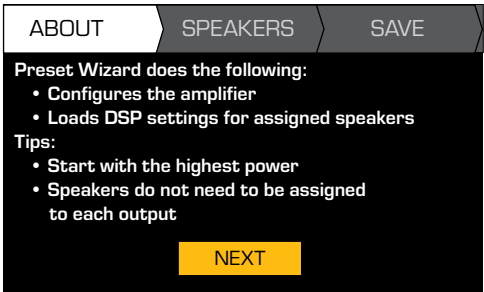 ABOUT SPEAKERS SAVE
Preset Wizard does the following:
• Configures the amplifier
• Loads DSP settings for assigned speakers
Tips:
• Start with the highest power
• Speakers do not need to be assigned
to each output
NEXT